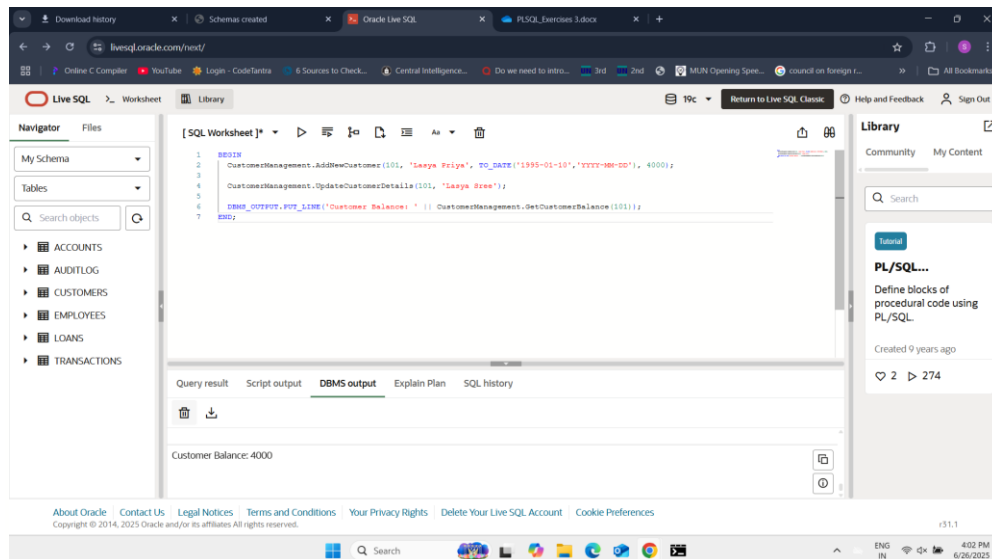 Download history
Schemas created
Oracle Live SQL
PLSQL_Exercises 3.docx
livesql.oracle.com/next/
Online C Compiler
YouTube
Login - CodeTantra
6 Sources to Check...
Central Intelligence...
Do we need to intro...
3rd
2nd
MUN Opening Spee...
council on foreign r...
»
All Bookmarks
Live SQL
>_ Worksheet
Library
19c
Return to Live SQL Classic
Help and Feedback
Sign Out
Navigator
Files
My Schema
Tables
Search objects
ACCOUNTS
AUDITLOG
CUSTOMERS
EMPLOYEES
LOANS
TRANSACTIONS
[ SQL Worksheet ]*
Aa
1 BEGIN
2 CustomerManagement.AddNewCustomer(101, 'Lasya Priya', TO_DATE('1995-01-10','YYYY-MM-DD'), 4000);
3
4 CustomerManagement.UpdateCustomerDetails(101, 'Lasya Sree');
5
6 DBMS_OUTPUT.PUT_LINE('Customer Balance: ' || CustomerManagement.GetCustomerBalance(101));
7 END;
Query result
Script output
DBMS output
Explain Plan
SQL history
Customer Balance: 4000
Library
Community
My Content
Search
Tutorial
PL/SQL...
Define blocks of
procedural code using
PL/SQL.
Created 9 years ago
2
274
About Oracle
Contact Us
Legal Notices
Terms and Conditions
Your Privacy Rights
Delete Your Live SQL Account
Cookie Preferences
Copyright © 2014, 2025 Oracle and/or its affiliates All rights reserved.
r51.1
Search
ENG
IN
4:02 PM
6/26/2025